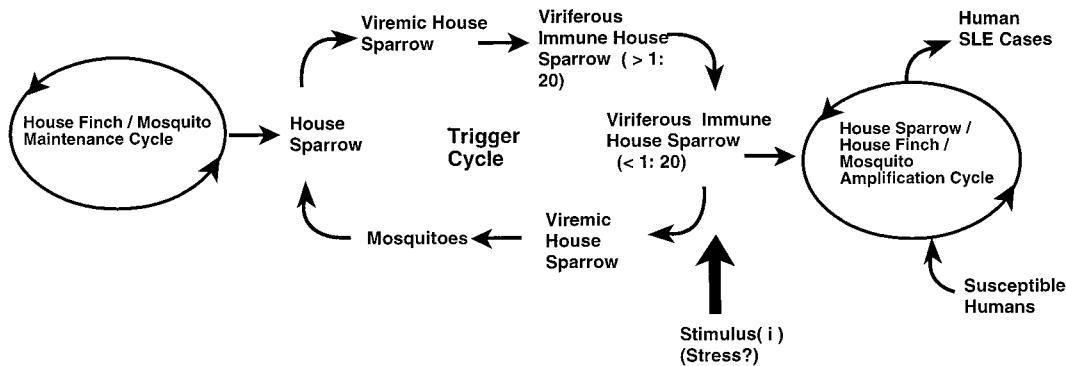 House Finch / Mosquito
Maintenance Cycle
House
Sparrow
Viremic House
Sparrow
Viriferous
Immune House
Sparrow ( > 1:
20)
Trigger
Cycle
Viriferous Immune
House Sparrow
(< 1: 20)
Viremic
House
Sparrow
Mosquitoes
Stimulus( i )
(Stress?)
House Sparrow /
House Finch /
Mosquito
Amplification Cycle
Human
SLE Cases
Susceptible
Humans